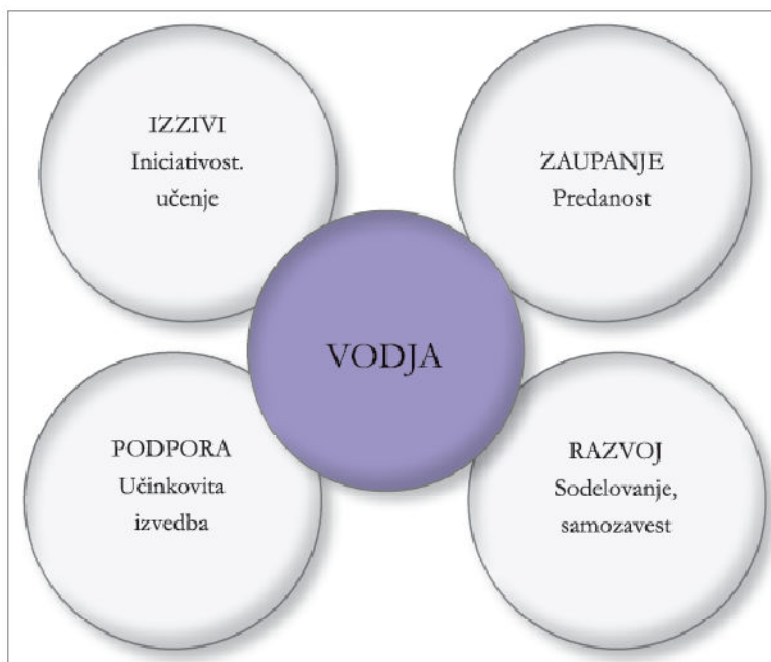 IZZIVI
Iniciativost.
učenje
ZAUPANJE
Predanost
VODJA
PODPORA
Učinkovita
izvedba
RAZVOJ
Sodelovanje,
samozavest